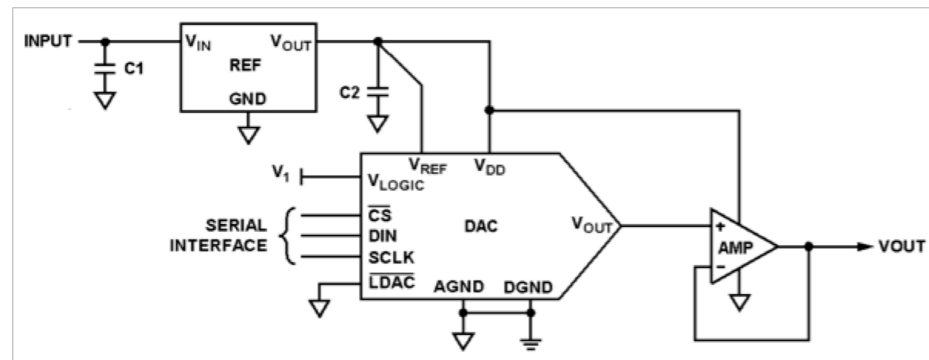 INPUT
C1
VIN
VOUT
REF
GND
C2
V1
VREF
VDD
VLOGIC
SERIAL
INTERFACE
CS
DIN
SCLK
LDAC
DAC
VOUT
AGND
DGND
+
AMP
−
VOUT